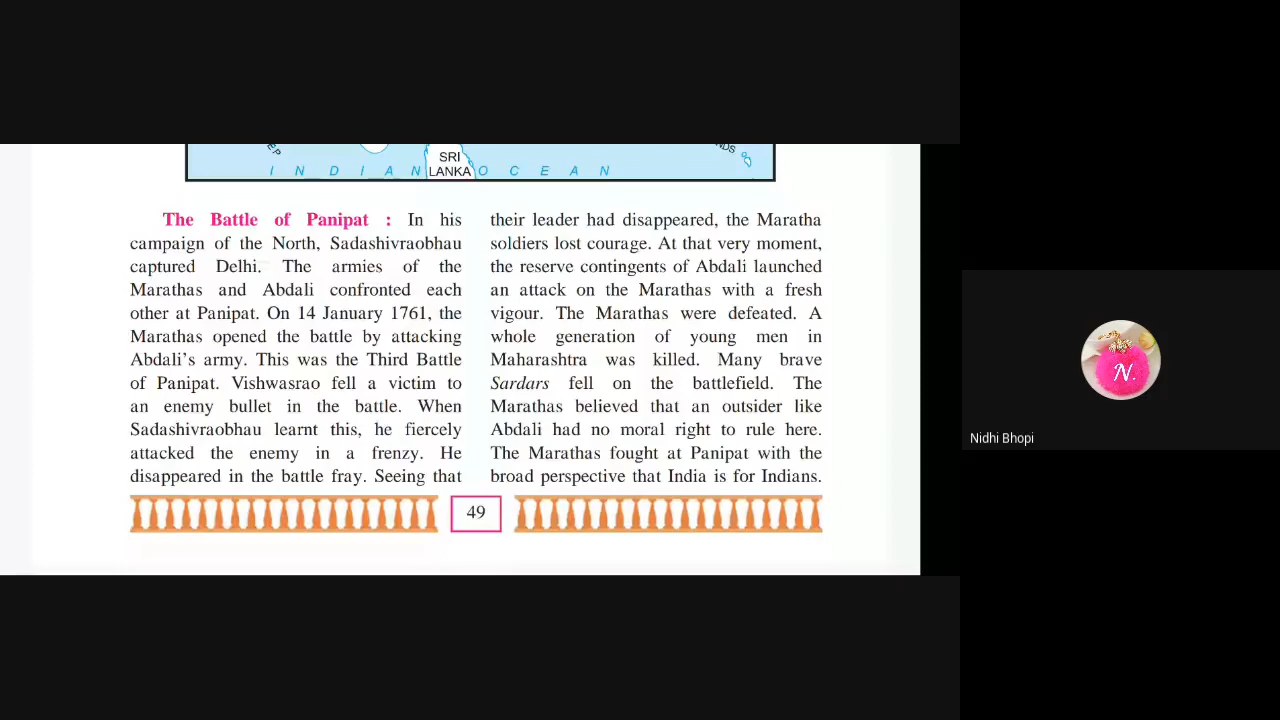 SRI
LANKA
I N D I A N O C E A N
The Battle of Panipat : In his
campaign of the North, Sadashivraobhau
captured Delhi. The armies of the
Marathas and Abdali confronted each
other at Panipat. On 14 January 1761, the
Marathas opened the battle by attacking
Abdali's army. This was the Third Battle
of Panipat. Vishwasrao fell a victim to
an enemy bullet in the battle. When
Sadashivraobhau learnt this, he fiercely
attacked the enemy in a frenzy. He
disappeared in the battle fray. Seeing that
their leader had disappeared, the Maratha
soldiers lost courage. At that very moment,
the reserve contingents of Abdali launched
an attack on the Marathas with a fresh
vigour. The Marathas were defeated. A
whole generation of young men in
Maharashtra was killed. Many brave
Sardars fell on the battlefield. The
Marathas believed that an outsider like
Abdali had no moral right to rule here.
The Marathas fought at Panipat with the
broad perspective that India is for Indians.
49
N.
Nidhi Bhopi